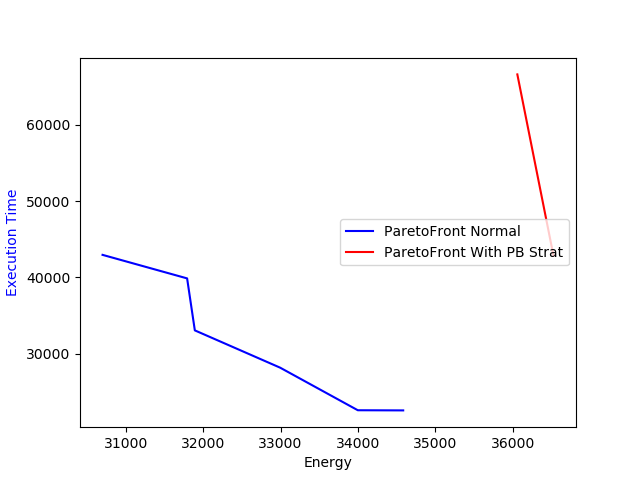 60000
50000
40000
30000
Execution Time
ParetoFront Normal
ParetoFront With PB Strat
31000 32000 33000 34000 35000 36000
Energy